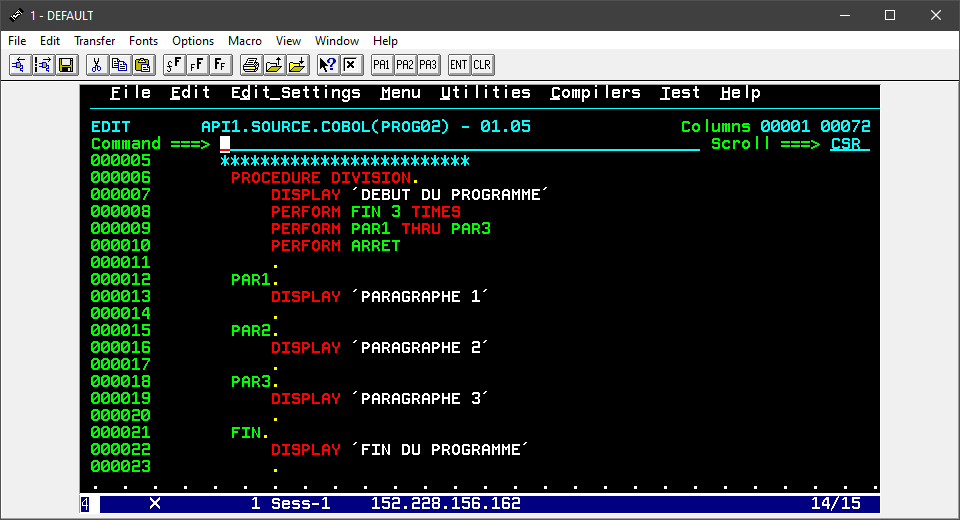 1 - DEFAULT
File Edit Transfer Fonts Options Macro View Window Help
PA1 PA2 PA3 ENT CLR
File Edit Edit_Settings Menu Utilities Compilers Test Help
EDIT API1.SOURCE.COBOL(PROG02) - 01.05 Columns 00001 00072
Command ===> Scroll ===> CSR
000005 *************************
000006 PROCEDURE DIVISION.
000007 DISPLAY ´DEBUT DU PROGRAMME´
000008 PERFORM FIN 3 TIMES
000009 PERFORM PAR1 THRU PAR3
000010 PERFORM ARRET
000011 .
000012 PAR1.
000013 DISPLAY ´PARAGRAPHE 1´
000014 .
000015 PAR2.
000016 DISPLAY ´PARAGRAPHE 2´
000017 .
000018 PAR3.
000019 DISPLAY ´PARAGRAPHE 3´
000020 .
000021 FIN.
000022 DISPLAY ´FIN DU PROGRAMME´
000023 .
. . . . . . . . . . . . . . . . . . . . . . . . . . . . . . . . . . . . . . . .
4 X 1 Sess-1 152.228.156.162 14/15